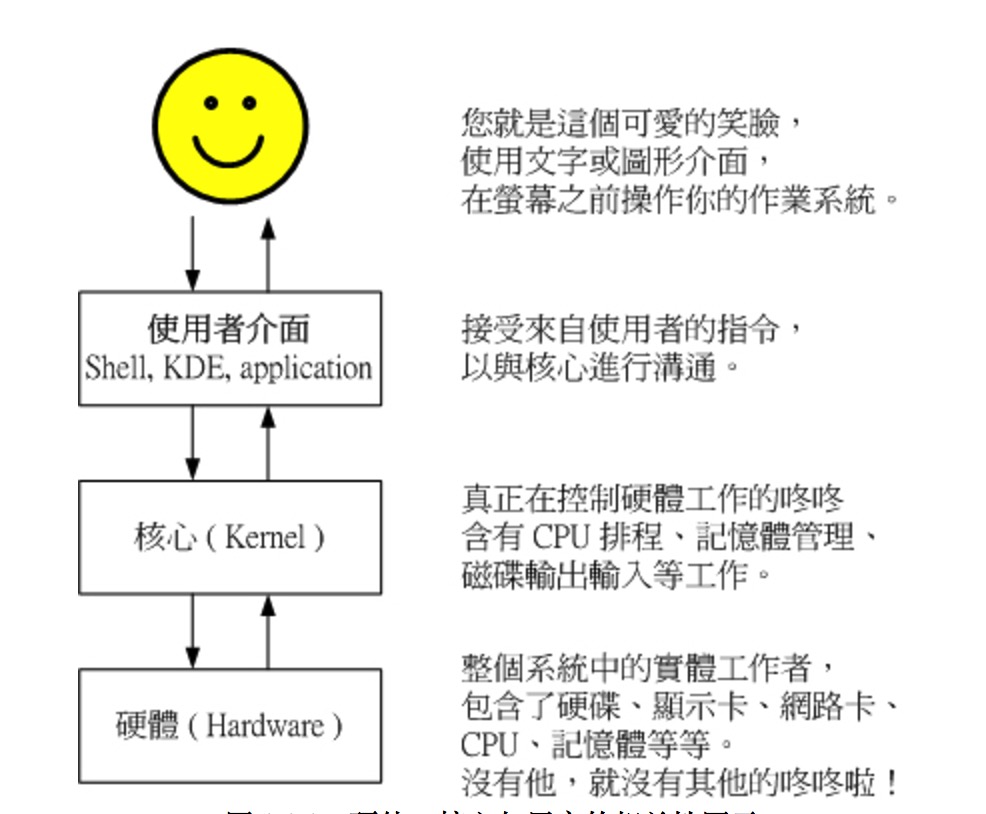 您就是這個可愛的笑臉，
使用文字或圖形介面，
在螢幕之前操作你的作業系統。
使用者介面
Shell, KDE, application
接受來自使用者的指令，
以與核心進行溝通。
核心 ( Kernel )
真正在控制硬體工作的咚咚
含有 CPU 排程、記憶體管理、
磁碟輸出輸入等工作。
硬體 ( Hardware )
整個系統中的實體工作者，
包含了硬碟、顯示卡、網路卡、
CPU、記憶體等等。
沒有他，就沒有其他的咚咚啦！